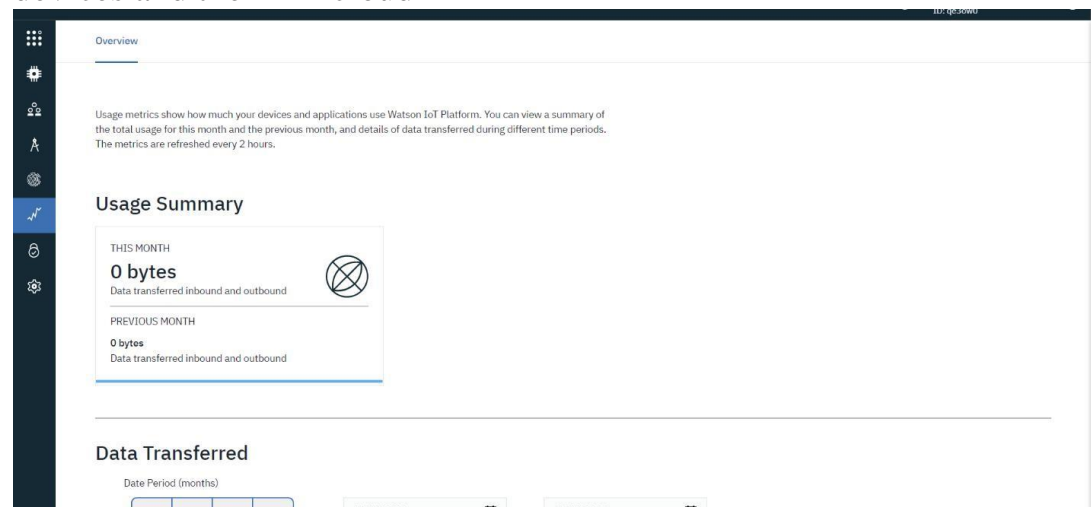 ID: qe36w0
Overview
Usage metrics show how much your devices and applications use Watson IoT Platform. You can view a summary of
the total usage for this month and the previous month, and details of data transferred during different time periods.
The metrics are refreshed every 2 hours.
Usage Summary
THIS MONTH
0 bytes
Data transferred inbound and outbound
PREVIOUS MONTH
0 bytes
Data transferred inbound and outbound
Data Transferred
Date Period (months)